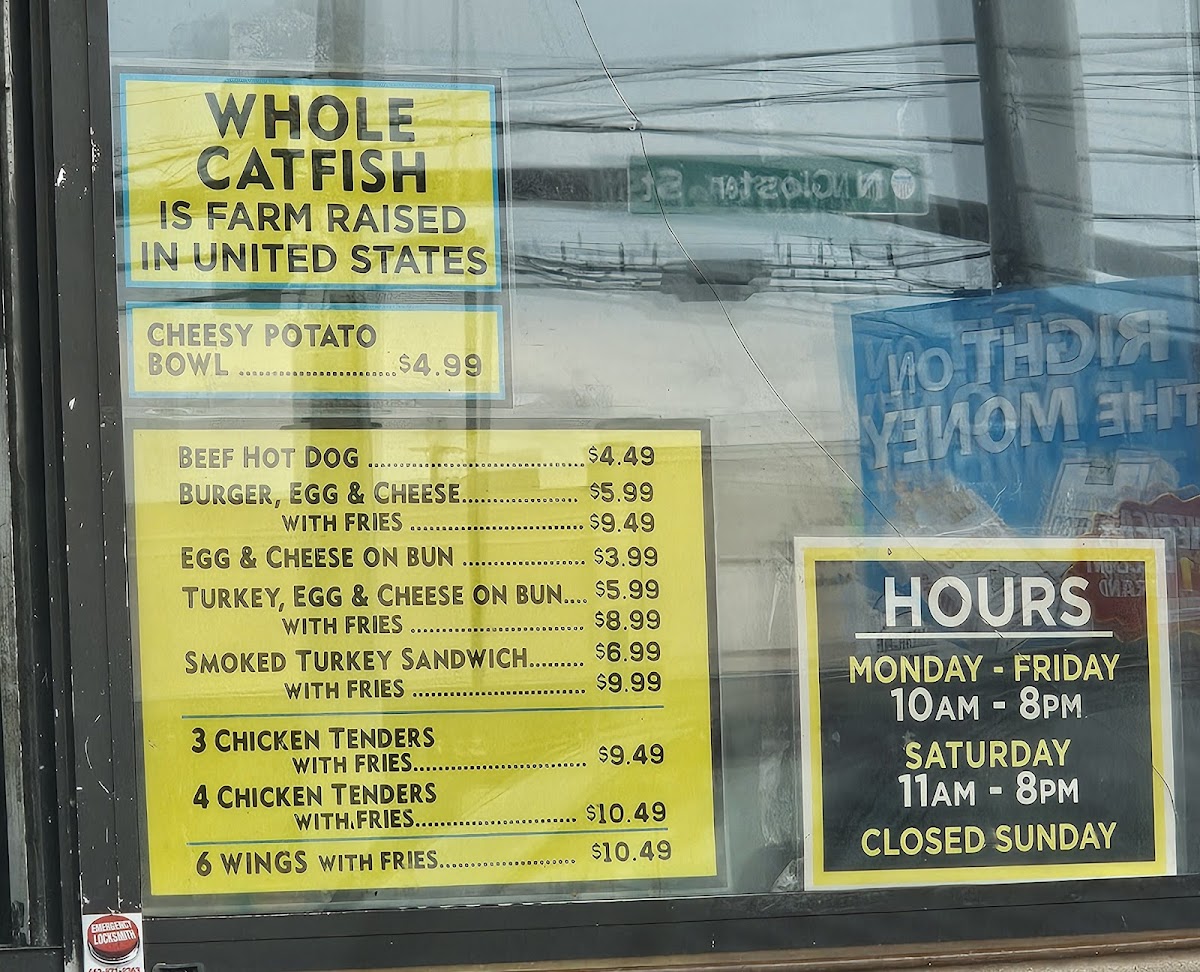 WHOLE
CATFISH
IS FARM RAISED
IN UNITED STATES
CHEESY POTATO
BOWL ........................ $4.99
BEEF HOT DOG ........................ $4.49
BURGER, EGG & CHEESE........................ $5.99
WITH FRIES ........................ $9.49
EGG & CHEESE ON BUN ........................ $3.99
TURKEY, EGG & CHEESE ON BUN.... $5.99
WITH FRIES ........................ $8.99
SMOKED TURKEY SANDWICH......... $6.99
WITH FRIES ........................ $9.99
3 CHICKEN TENDERS
WITH FRIES........................ $9.49
4 CHICKEN TENDERS
WITH FRIES........................ $10.49
6 WINGS WITH FRIES........................ $10.49
N Gloster St
RIGHT ON
THE MONEY
HOURS
MONDAY - FRIDAY
10AM - 8PM
SATURDAY
11AM - 8PM
CLOSED SUNDAY
EMERGENCY
LOCKSMITH